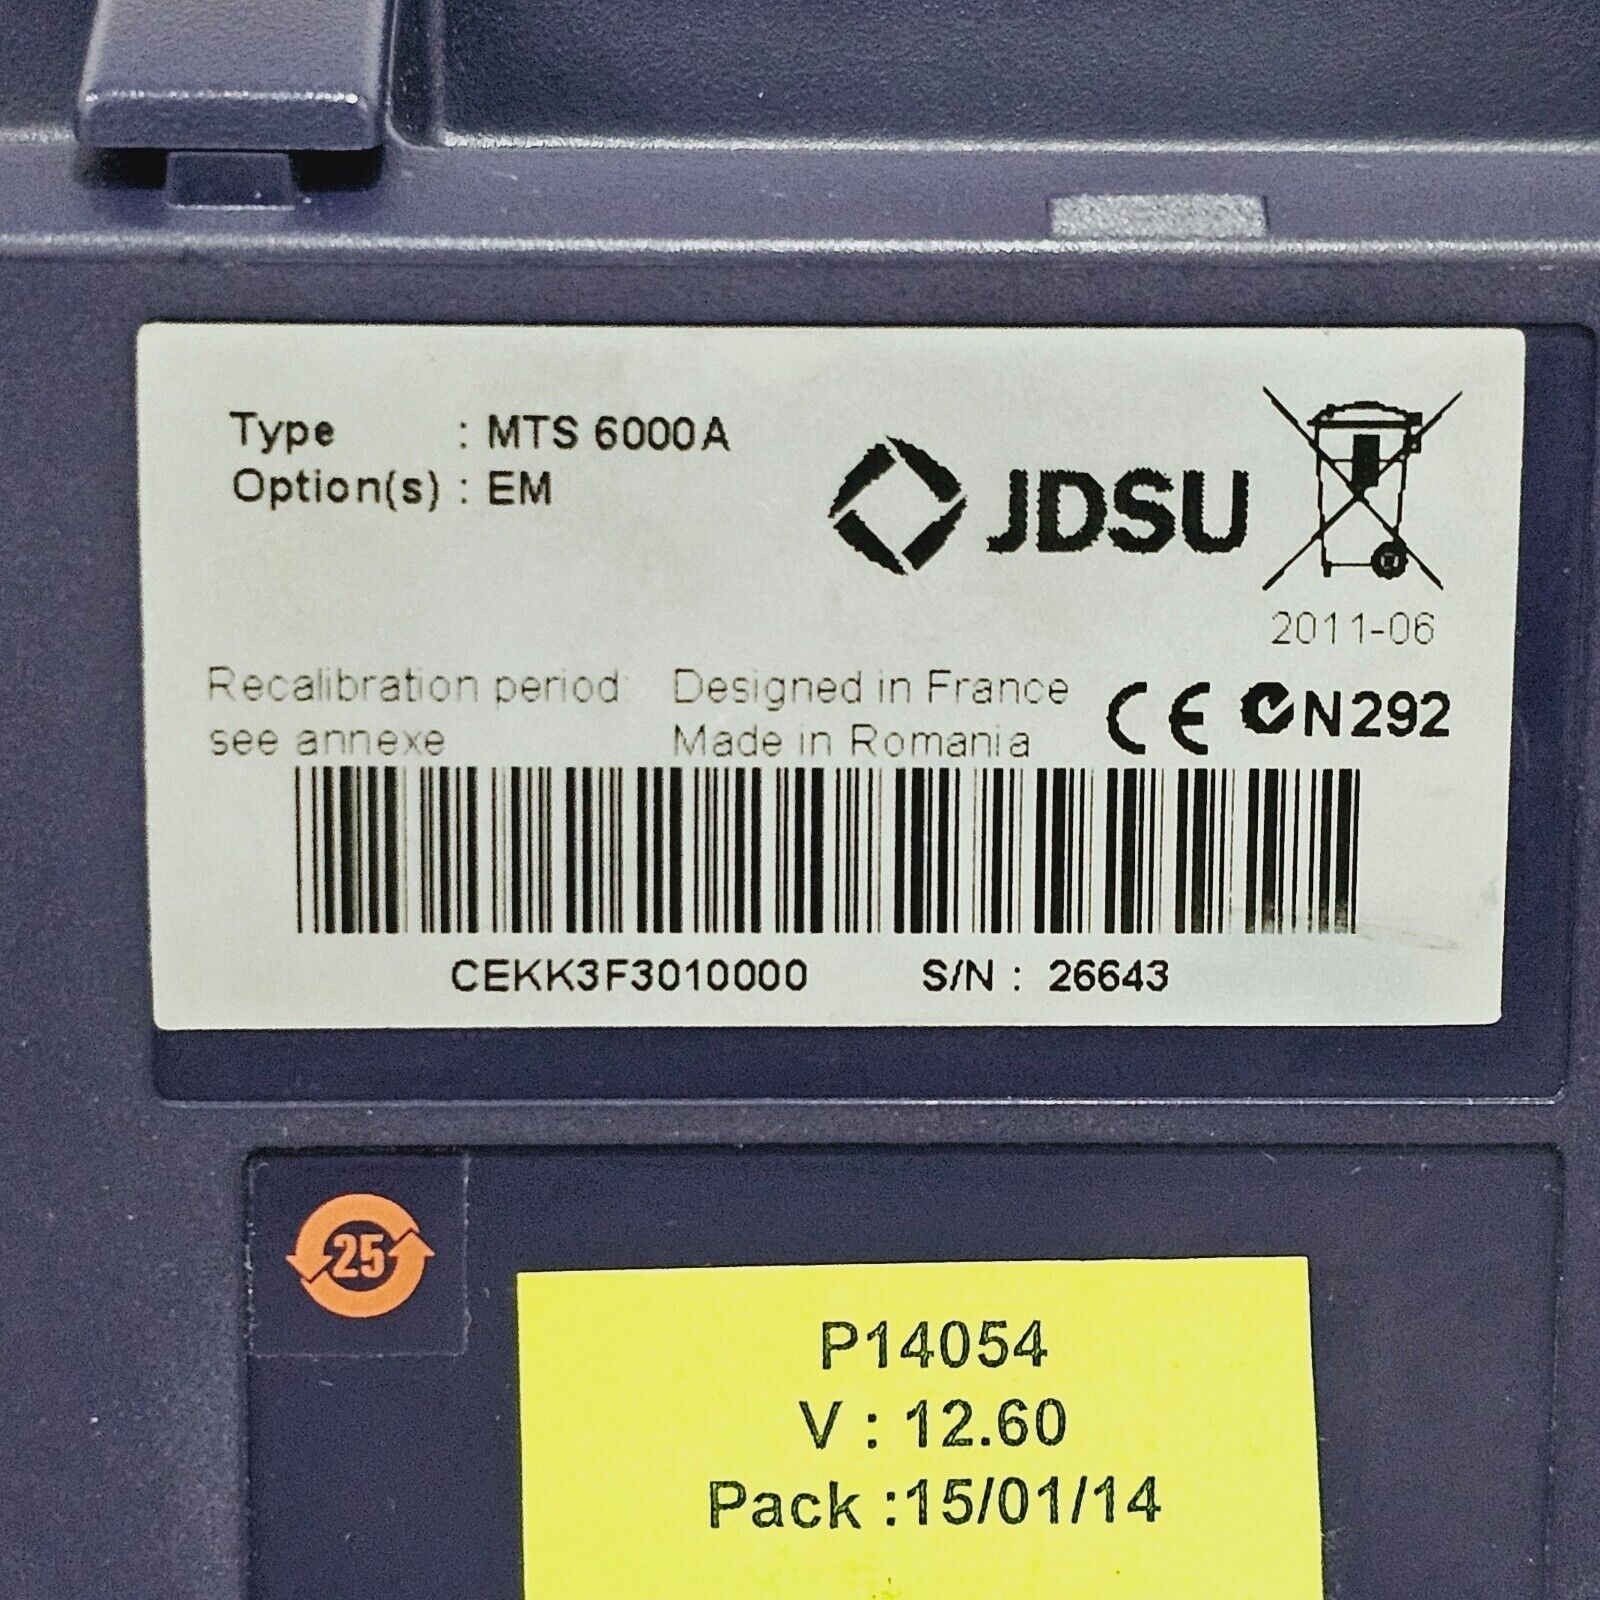 Type : MTS 6000A
Option(s) : EM
JDSU
2011-06
Recalibration period
see annexe
Designed in France
Made in Romania
CE N292
CEKK3F3010000 S/N : 26643
25
P14054
V : 12.60
Pack :15/01/14